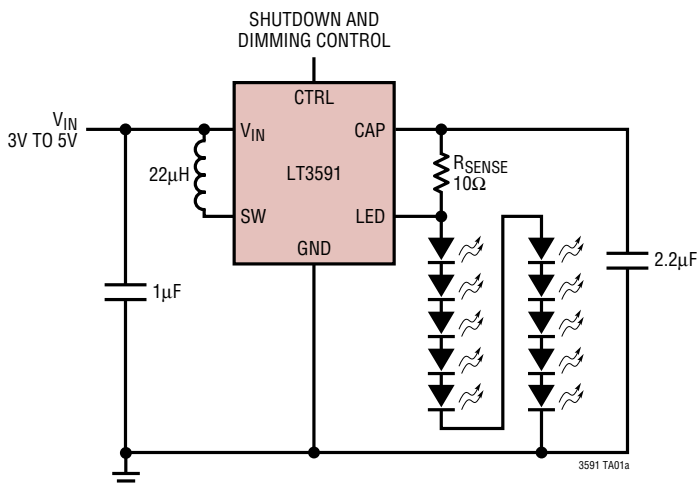 SHUTDOWN AND
DIMMING CONTROL
CTRL
VIN
3V TO 5V
VIN
CAP
22µH
LT3591
RSENSE
10Ω
SW
LED
GND
1µF
2.2µF
3591 TA01a